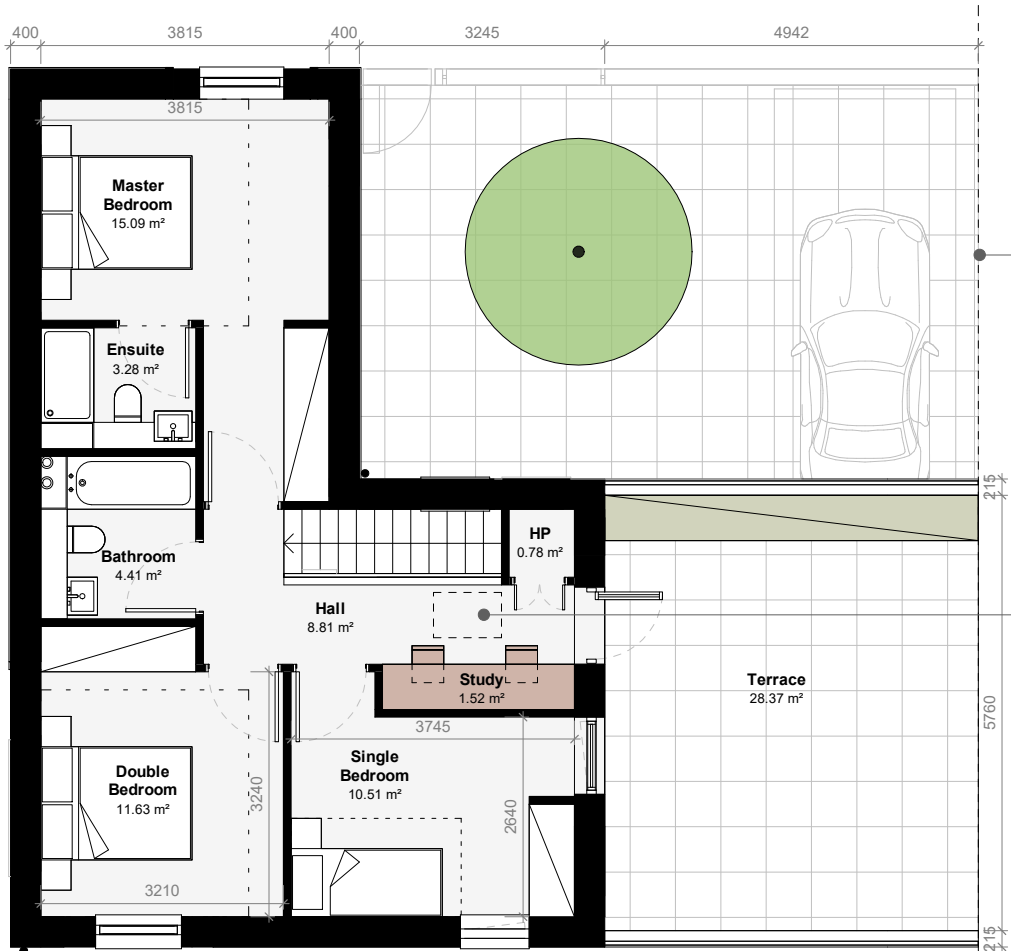 400
3815
400
3245
4942
3815
Master
Bedroom
15.09 m²
Ensuite
3.28 m²
215
HP
0.78 m²
Bathroom
4.41 m²
Hall
8.81 m²
Study
1.52 m²
Terrace
28.37 m²
5760
3745
Single
Bedroom
10.51 m²
Double
Bedroom
11.63 m²
3240
2640
3210
215